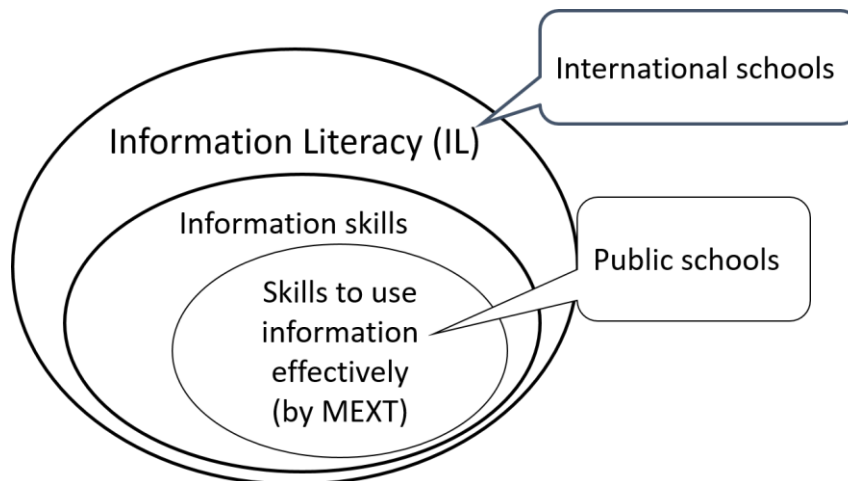 International schools
Information Literacy (IL)
Information skills
Public schools
Skills to use
information
effectively
(by MEXT)